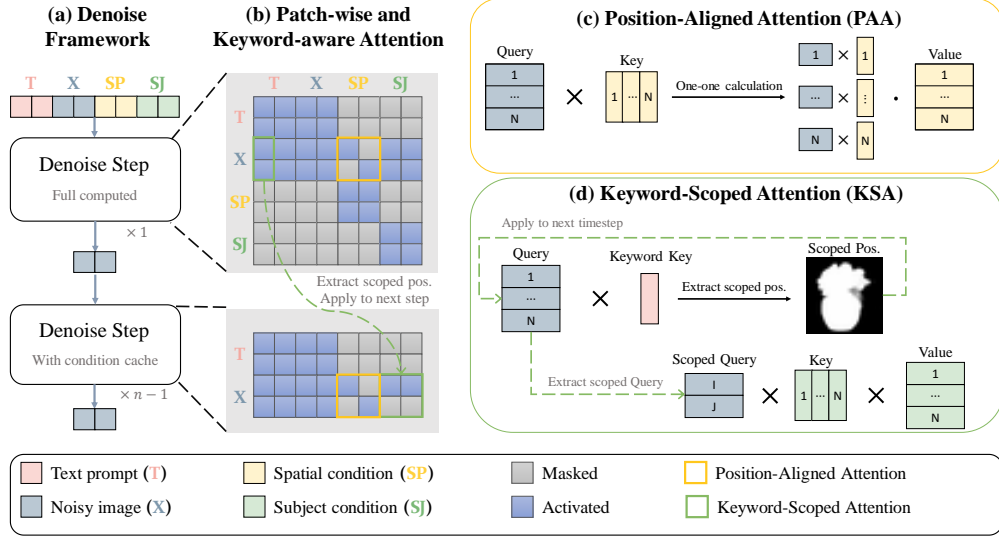 (a) Denoise
Framework
T X SP SJ
Denoise Step
Full computed
× 1
Denoise Step
With condition cache
× n − 1
(b) Patch-wise and
Keyword-aware Attention
T X SP SJ
T
X
SP
SJ
Extract scoped pos.
Apply to next step
T
X
(c) Position-Aligned Attention (PAA)
Query
1
...
N
×
Key
1 ... N
One-one calculation
1 × 1
... × ...
N × N
·
Value
1
...
N
(d) Keyword-Scoped Attention (KSA)
Apply to next timestep
Query
1
...
N
×
Keyword Key
Extract scoped pos.
Scoped Pos.
Extract scoped Query
Scoped Query
I
J
×
Key
1 ... N
×
Value
1
...
N
Text prompt (T)
Spatial condition (SP)
Masked
Position-Aligned Attention
Noisy image (X)
Subject condition (SJ)
Activated
Keyword-Scoped Attention